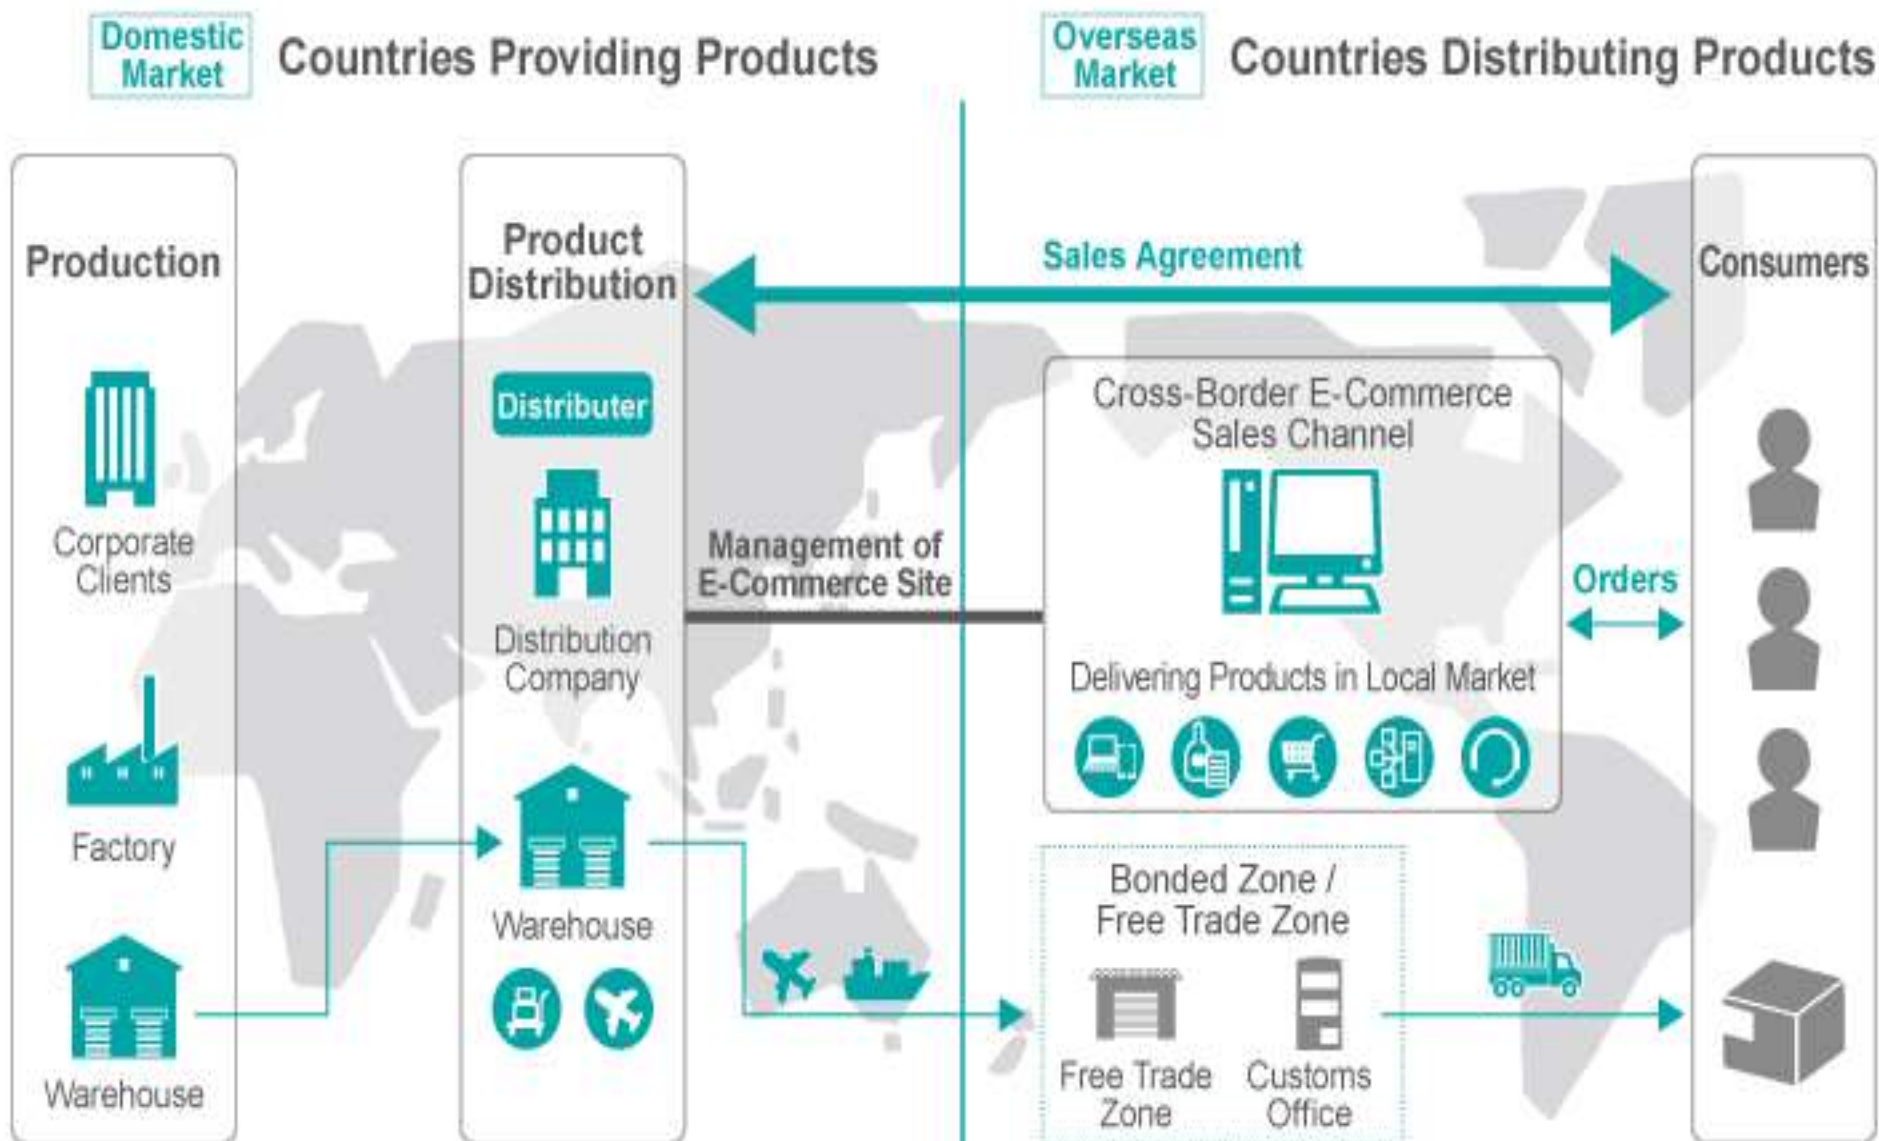 Domestic
Market
Countries Providing Products
Overseas
Market
Countries Distributing Products
Production
Corporate
Clients
Factory
Warehouse
Product
Distribution
Distributer
Distribution
Company
Warehouse
Management of
E-Commerce Site
Sales Agreement
Cross-Border E-Commerce
Sales Channel
Delivering Products in Local Market
Orders
Bonded Zone /
Free Trade Zone
Free Trade
Zone
Customs
Office
Consumers